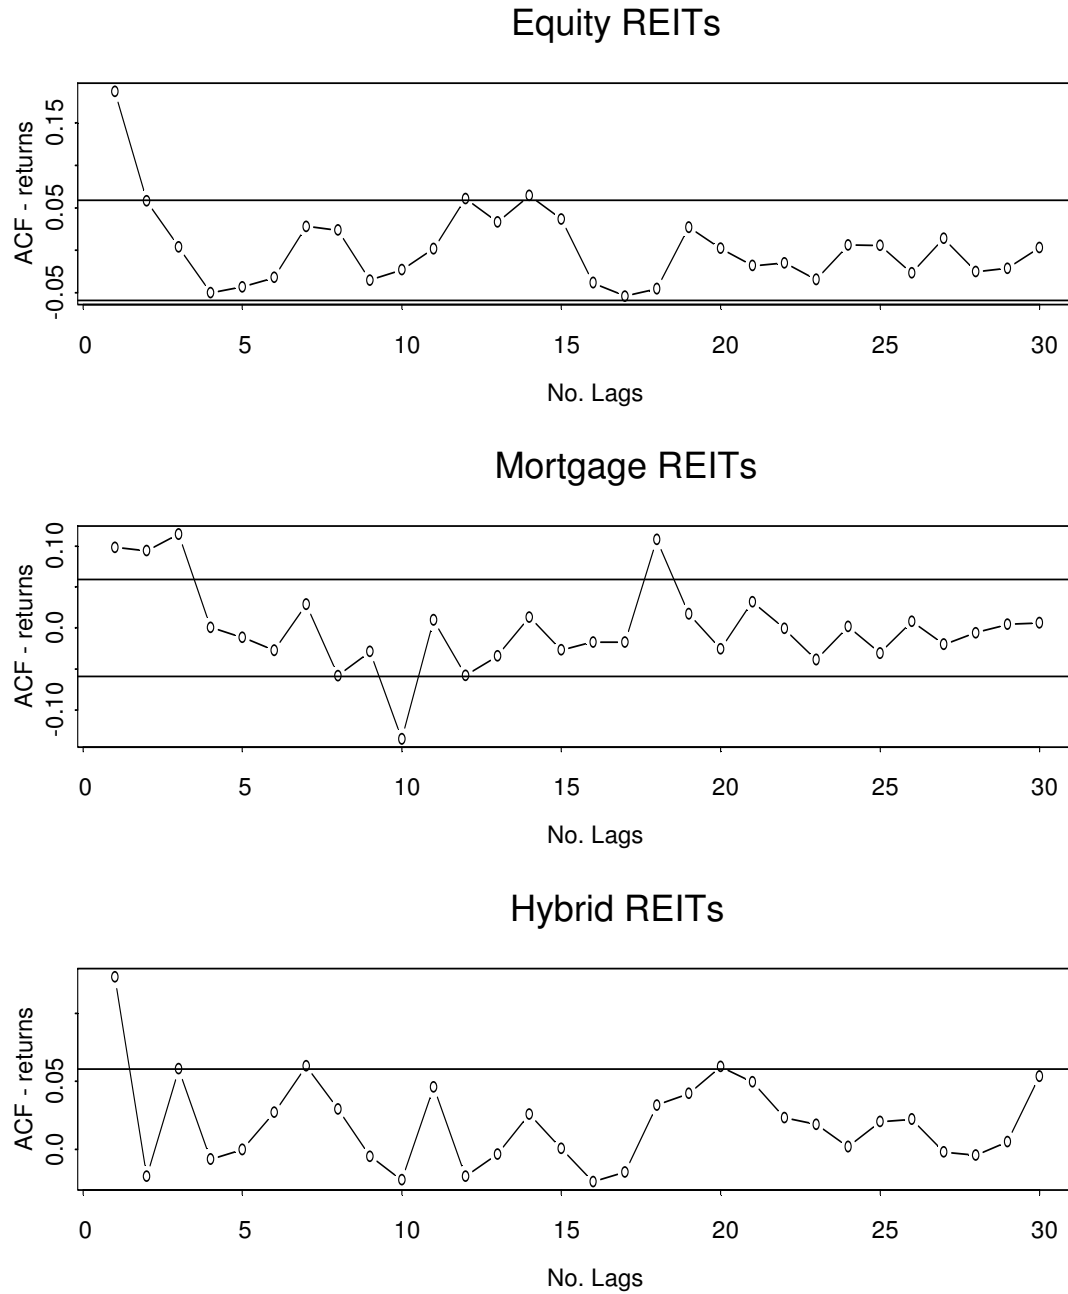 Equity REITs
ACF - returns
0.15
0.05
-0.05
0 5 10 15 20 25 30
No. Lags
Mortgage REITs
ACF - returns
0.10
0.0
-0.10
0 5 10 15 20 25 30
No. Lags
Hybrid REITs
ACF - returns
0.05
0.0
0 5 10 15 20 25 30
No. Lags